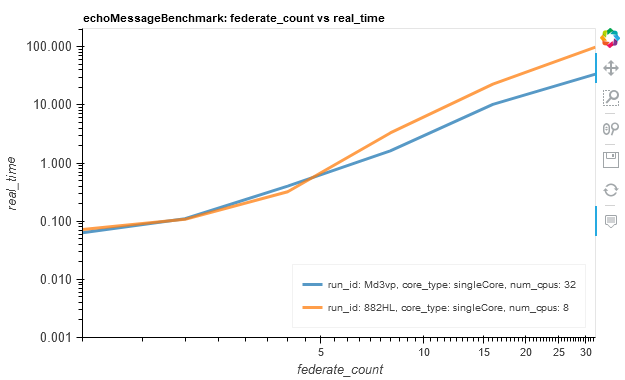 echoMessageBenchmark: federate_count vs real_time
100.000
10.000
1.000
0.100
0.010
0.001
real_time
run_id: Md3vp, core_type: singleCore, num_cpus: 32
run_id: 882HL, core_type: singleCore, num_cpus: 8
5 10 15 20 25 30
federate_count